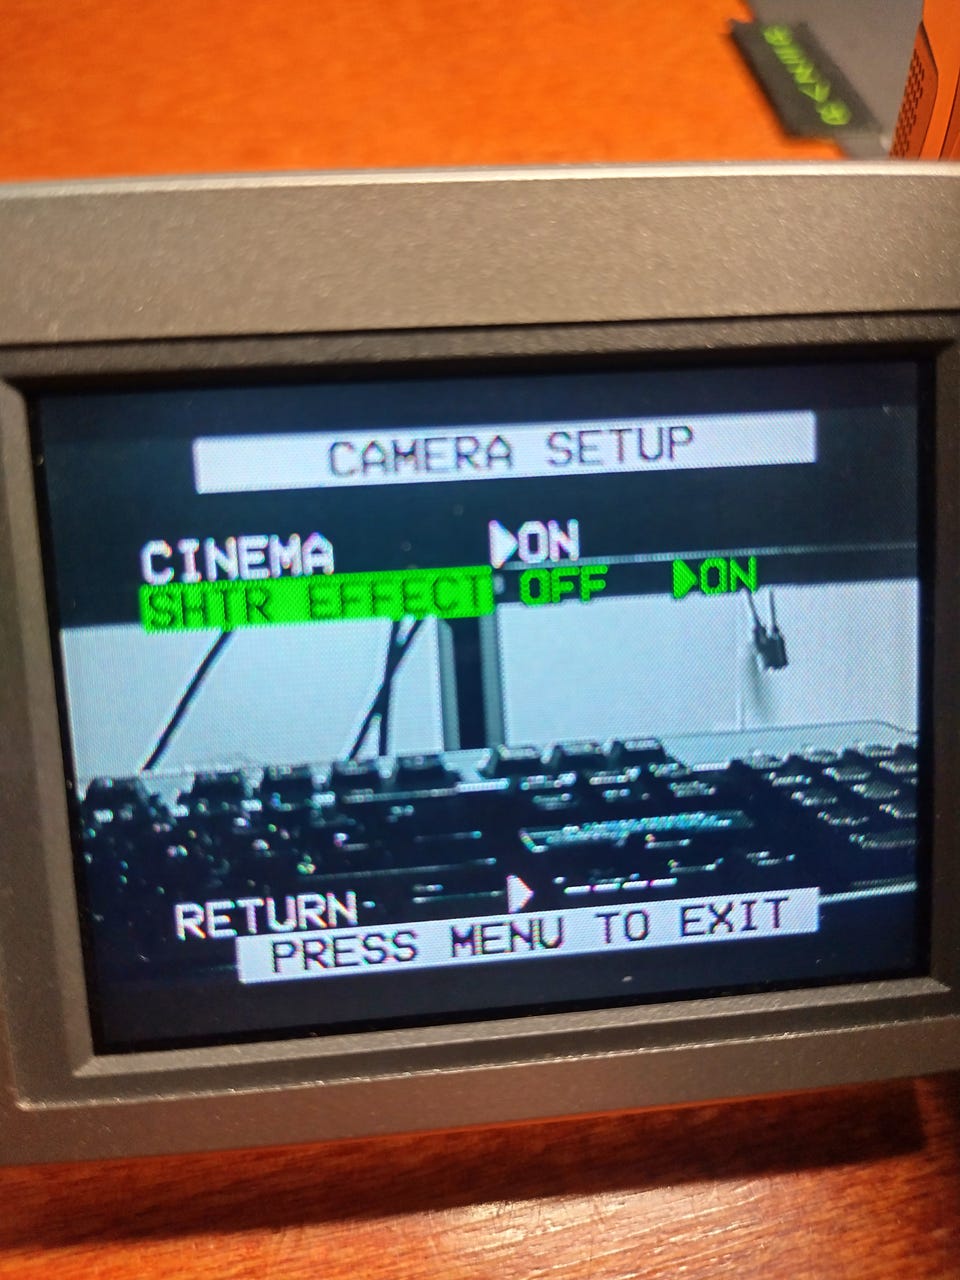 CAMERA SETUP
CINEMA ▶ON
SHTR EFFECT OFF ▶ON
RETURN ▶ ----
PRESS MENU TO EXIT